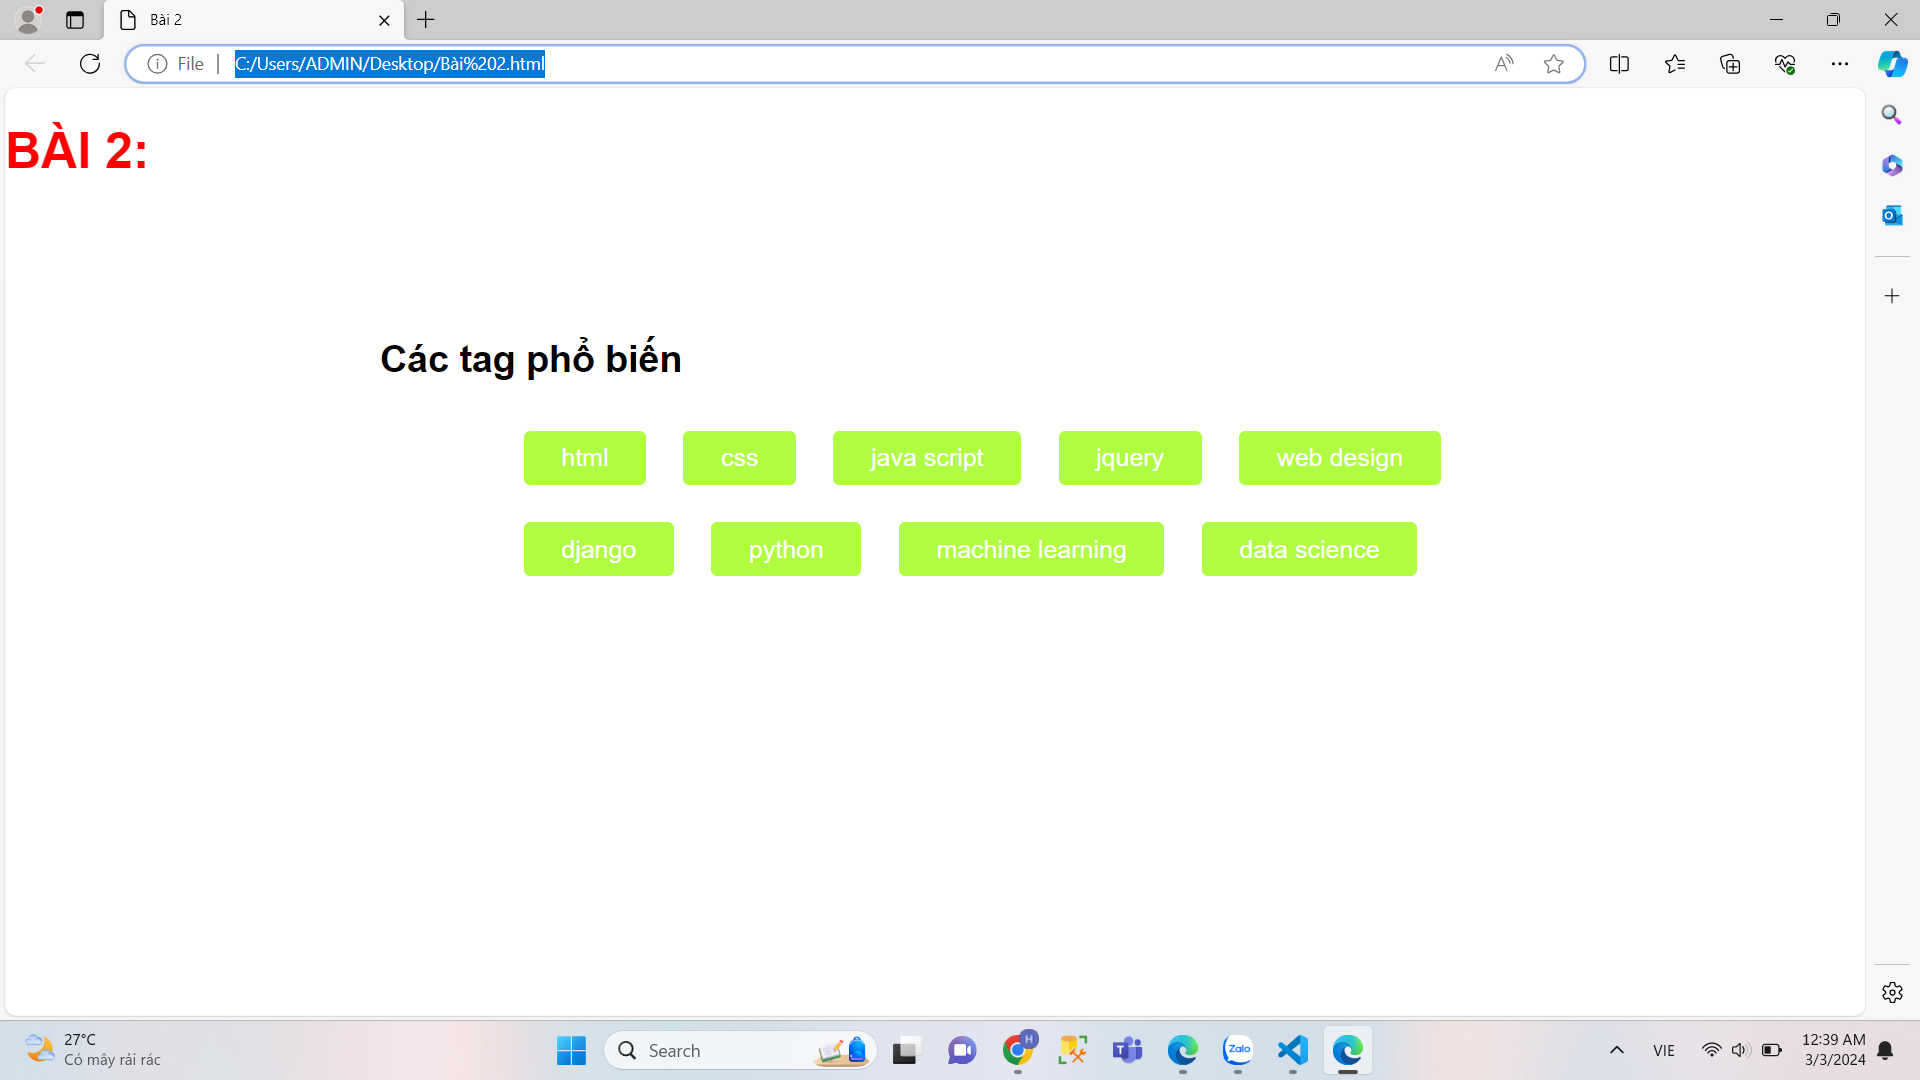 Bài 2
File C:/Users/ADMIN/Desktop/Bài%202.html
BÀI 2:
Các tag phổ biến
html css java script jquery web design
django python machine learning data science
27°C
Có mây rải rác
Search
H
Zalo
VIE
12:39 AM
3/3/2024